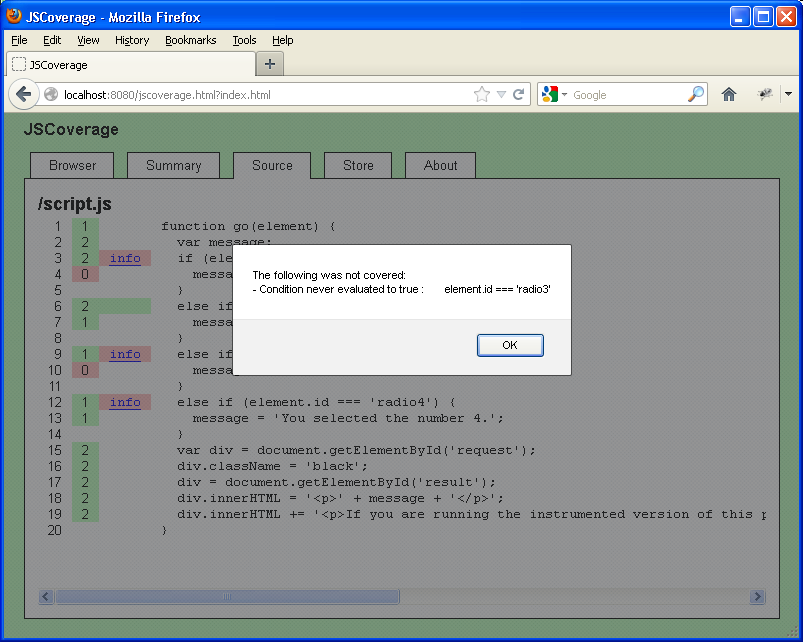 JSCoverage - Mozilla Firefox
File Edit View History Bookmarks Tools Help
JSCoverage
localhost:8080/jscoverage.html?index.html
Google
JSCoverage
Browser Summary Source Store About
/script.js
1 1 function go(element) {
2 2 var message;
3 2 info if (ele
4 0 messa
5 }
6 2 else if
7 1 messa
8 }
9 1 info else if
10 0 messa
11 }
12 1 info else if (element.id === 'radio4') {
13 1 message = 'You selected the number 4.';
14 }
15 2 var div = document.getElementById('request');
16 2 div.className = 'black';
17 2 div = document.getElementById('result');
18 2 div.innerHTML = '<p>' + message + '</p>';
19 2 div.innerHTML += '<p>If you are running the instrumented version of this p
20 }
The following was not covered:
- Condition never evaluated to true : element.id === 'radio3'
OK